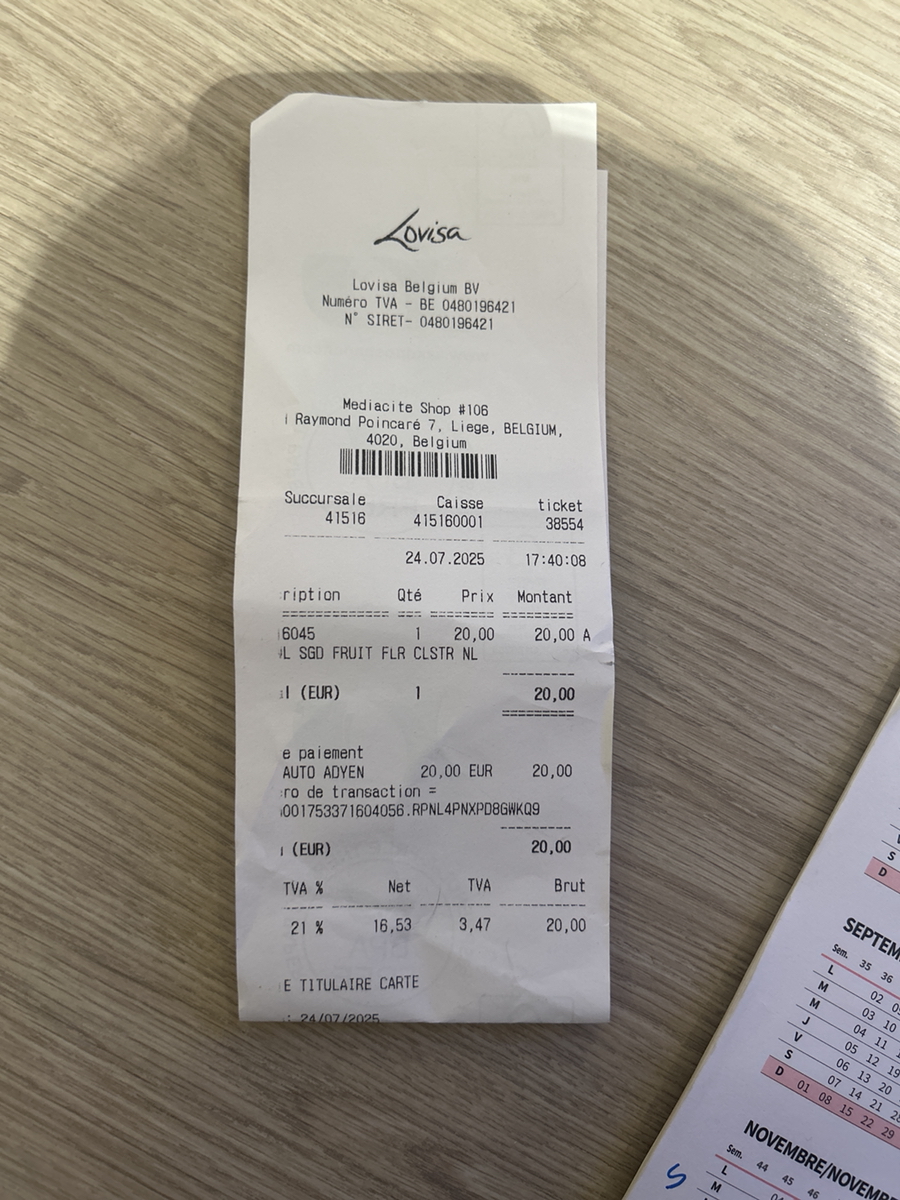 Lovisa
Lovisa Belgium BV
Numéro TVA - BE 0480196421
N° SIRET- 0480196421
Mediacite Shop #106
Raymond Poincaré 7, Liege, BELGIUM,
4020, Belgium
Succursale Caisse ticket
41516 415160001 38554
24.07.2025 17:40:08
ription Qté Prix Montant
6045 1 20,00 20,00 A
L SGD FRUIT FLR CLSTR NL
l (EUR) 1 20,00
e paiement
AUTO ADYEN 20,00 EUR 20,00
ro de transaction =
001753371604056.RPNL4PNXPD8GWKQ9
(EUR) 20,00
TVA % Net TVA Brut
21 % 16,53 3,47 20,00
E TITULAIRE CARTE
: 24/07/2025
S
D
SEPTEM
Sem. 35 36
L 02 09
M 03 10
M 04 11
J 05 12 19
V 06 13 20
S 07 14 21 28
D 01 08 15 22 29
NOVEMBRE/NOVEMB
Sem. 44 45 46
L
M
5